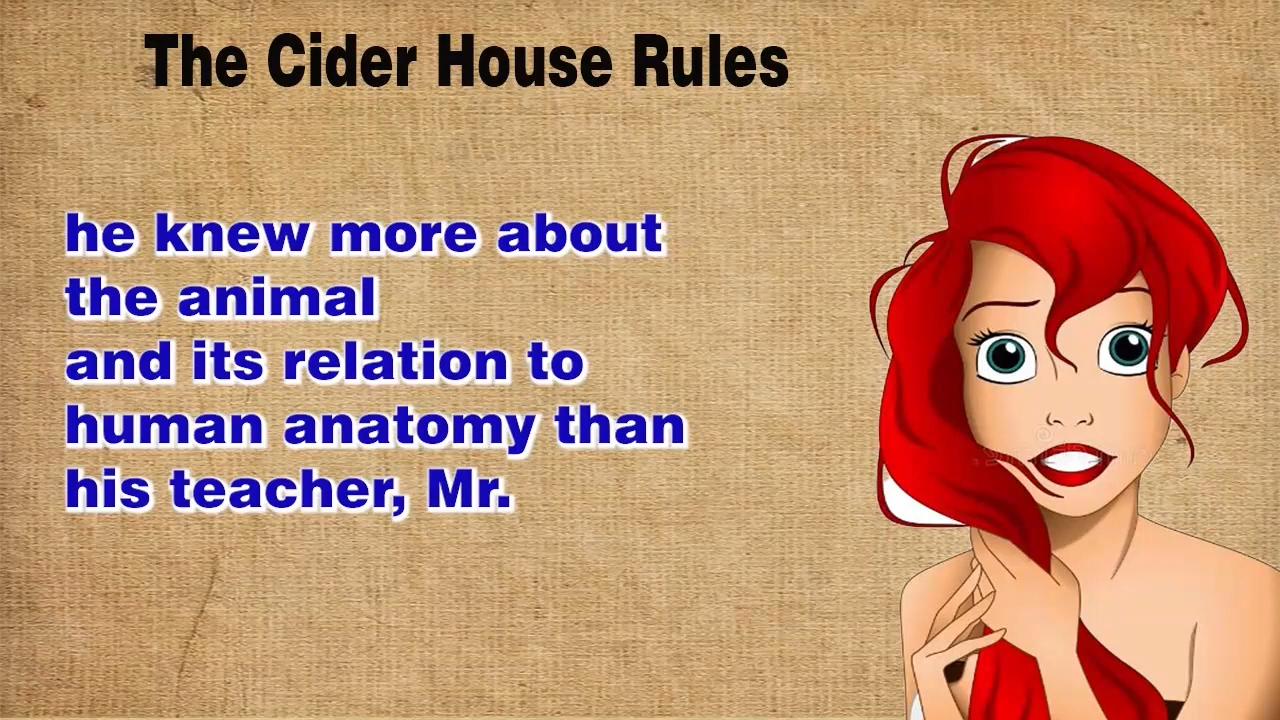 The Cider House Rules
he knew more about
the animal
and its relation to
human anatomy than
his teacher, Mr.